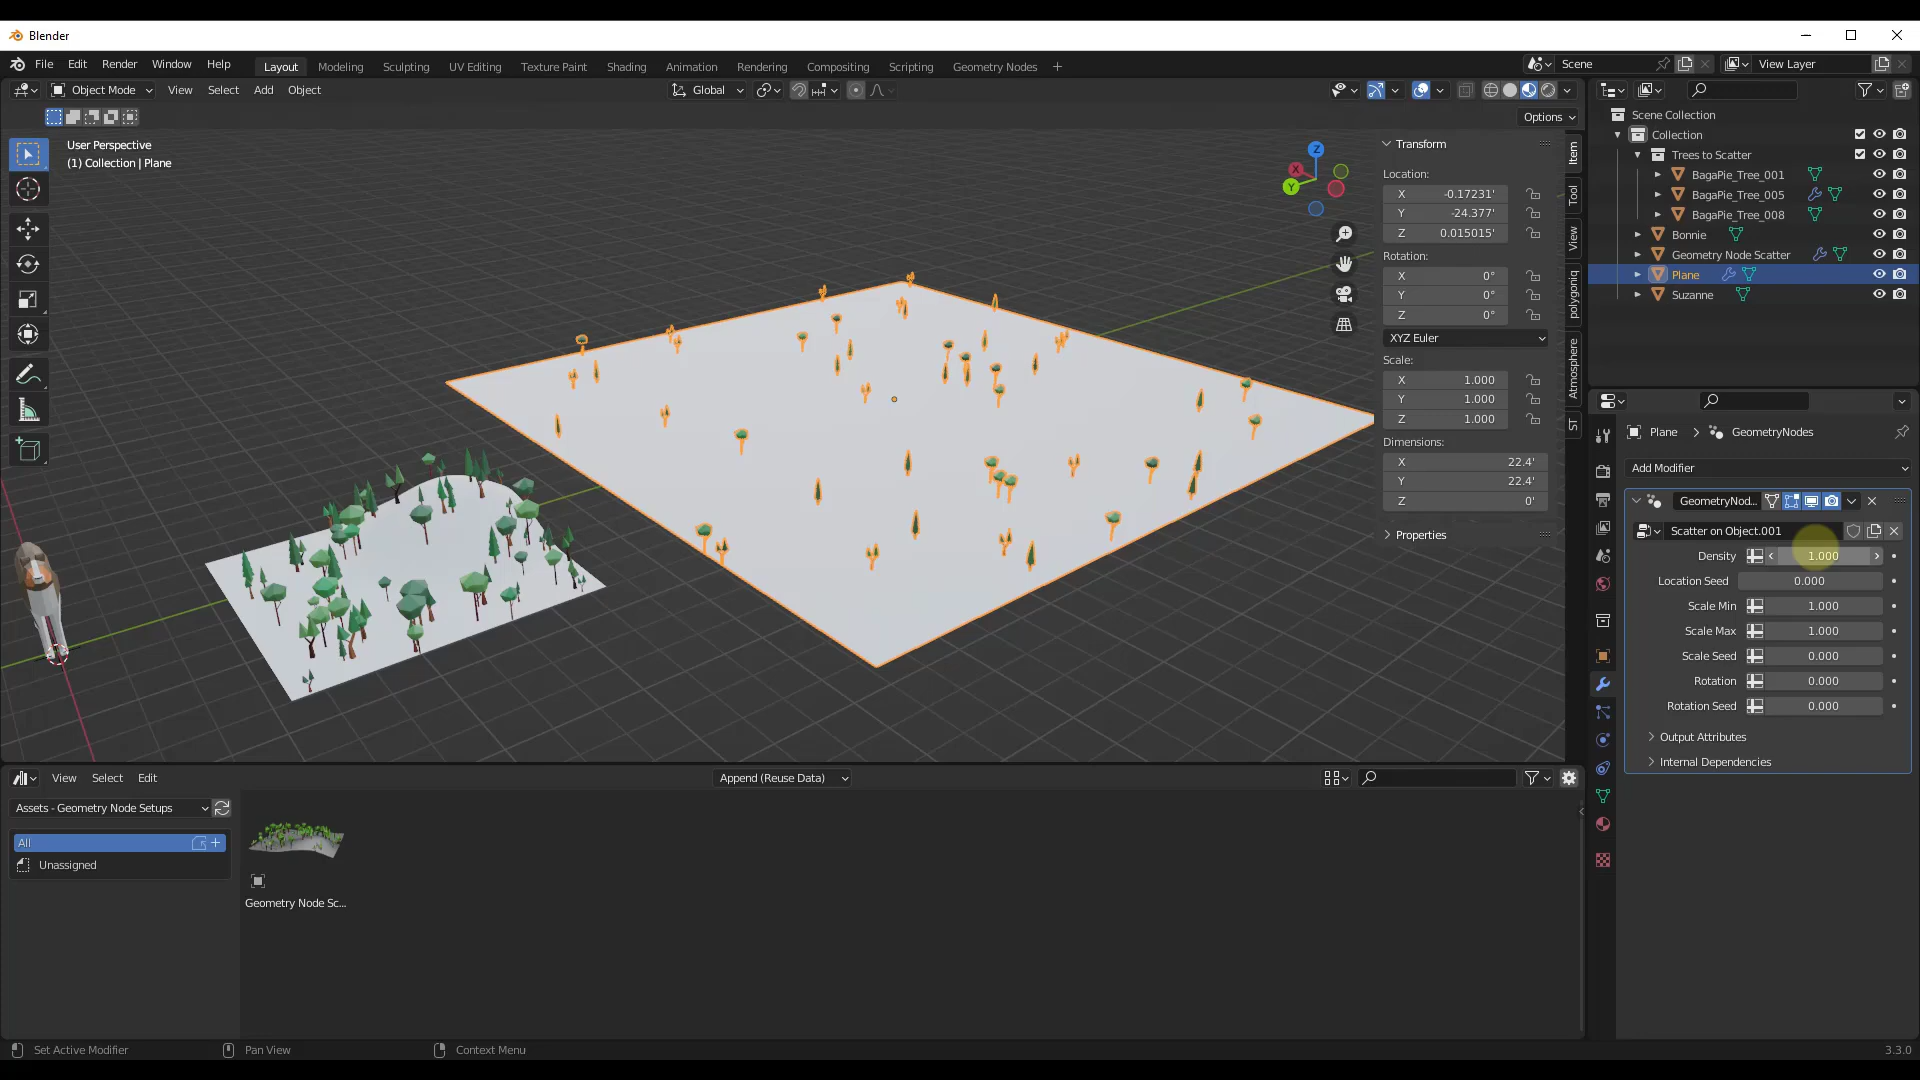 Blender
File Edit Render Window Help Layout Modeling Sculpting UV Editing Texture Paint Shading Animation Rendering Compositing Scripting Geometry Nodes + Scene View Layer
Object Mode View Select Add Object Global
Options
User Perspective
(1) Collection | Plane
Z
X
Y
Transform
Location:
X -0.17231'
Y -24.377'
Z 0.015015'
Rotation:
X 0°
Y 0°
Z 0°
XYZ Euler
Scale:
X 1.000
Y 1.000
Z 1.000
Dimensions:
X 22.4'
Y 22.4'
Z 0'
Properties
Item
Tool
View
polygoniq
Atmosphere
ST
Scene Collection
Collection
Trees to Scatter
BagaPie_Tree_001
BagaPie_Tree_005
BagaPie_Tree_008
Bonnie
Geometry Node Scatter
Plane
Suzanne
Plane > GeometryNodes
Add Modifier
GeometryNod...
Scatter on Object.001
Density 1.000
Location Seed 0.000
Scale Min 1.000
Scale Max 1.000
Scale Seed 0.000
Rotation 0.000
Rotation Seed 0.000
Output Attributes
Internal Dependencies
View Select Edit Append (Reuse Data)
Assets - Geometry Node Setups
All
Unassigned
Geometry Node Sc...
Set Active Modifier Pan View Context Menu 3.3.0